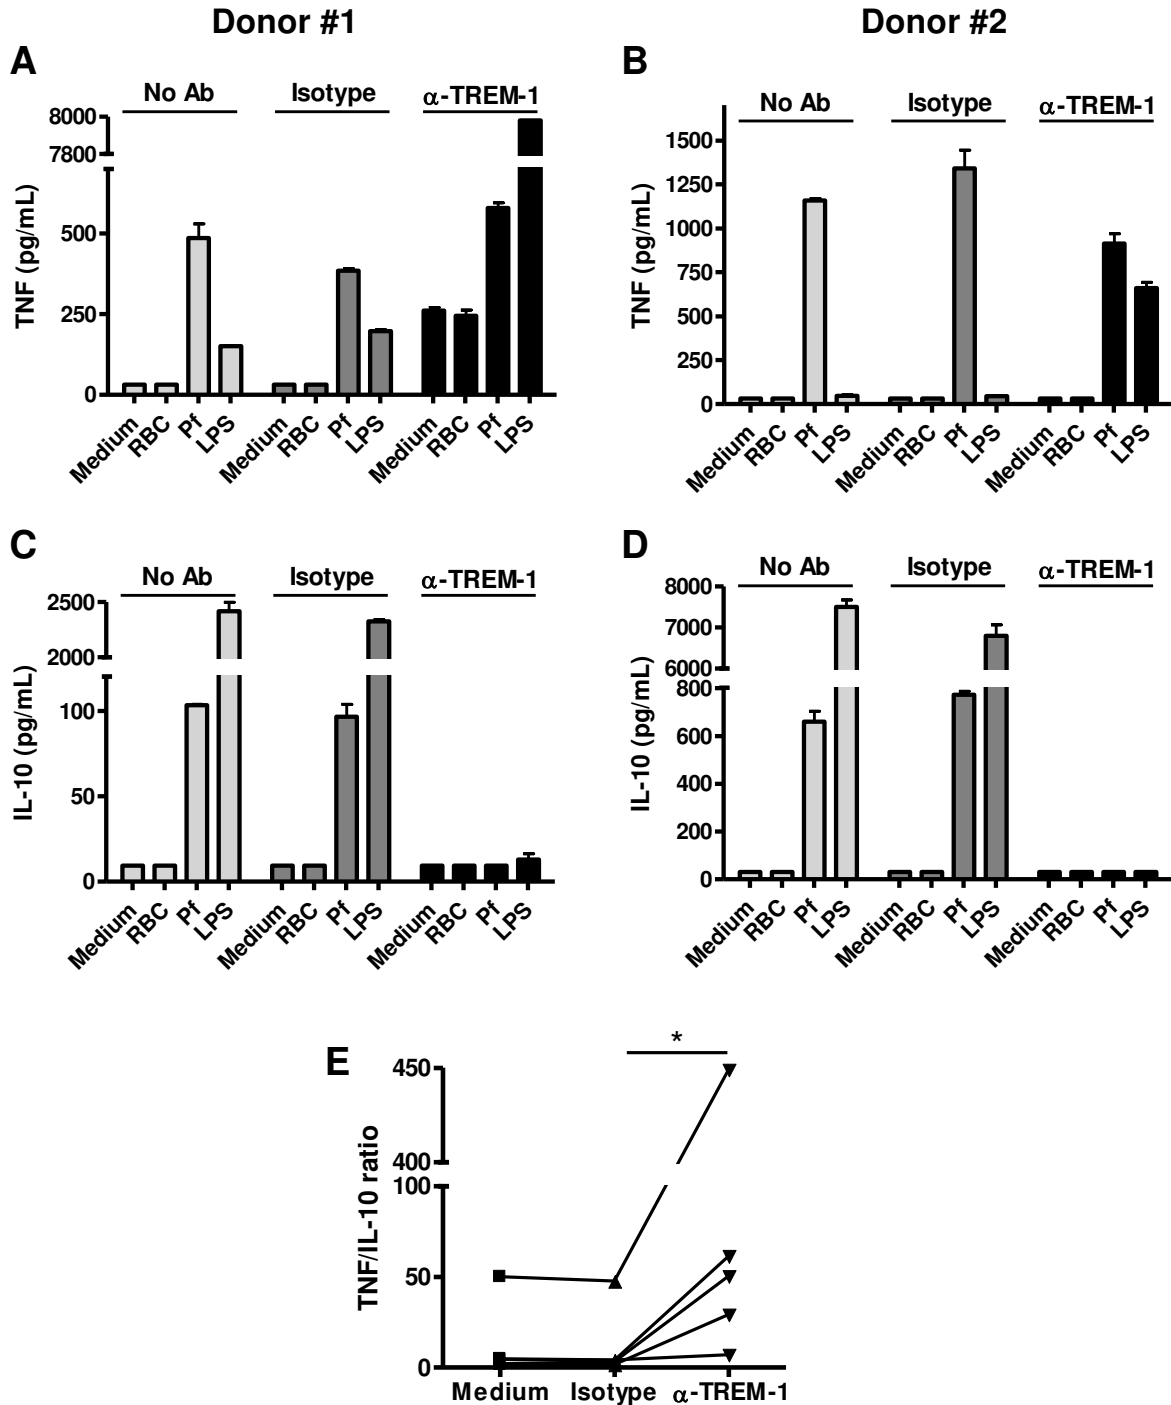 Donor #1
Donor #2
A
No Ab Isotype α-TREM-1
8000
7800
500
250
0
TNF (pg/mL)
Medium RBC Pf LPS Medium RBC Pf LPS Medium RBC Pf LPS
B
No Ab Isotype α-TREM-1
1500
1250
1000
750
500
250
0
TNF (pg/mL)
Medium RBC Pf LPS Medium RBC Pf LPS Medium RBC Pf LPS
C
No Ab Isotype α-TREM-1
2500
2000
100
50
0
IL-10 (pg/mL)
Medium RBC Pf LPS Medium RBC Pf LPS Medium RBC Pf LPS
D
No Ab Isotype α-TREM-1
8000
7000
6000
800
600
400
200
0
IL-10 (pg/mL)
Medium RBC Pf LPS Medium RBC Pf LPS Medium RBC Pf LPS
E
*
450
400
100
50
0
TNF/IL-10 ratio
Medium Isotype α-TREM-1